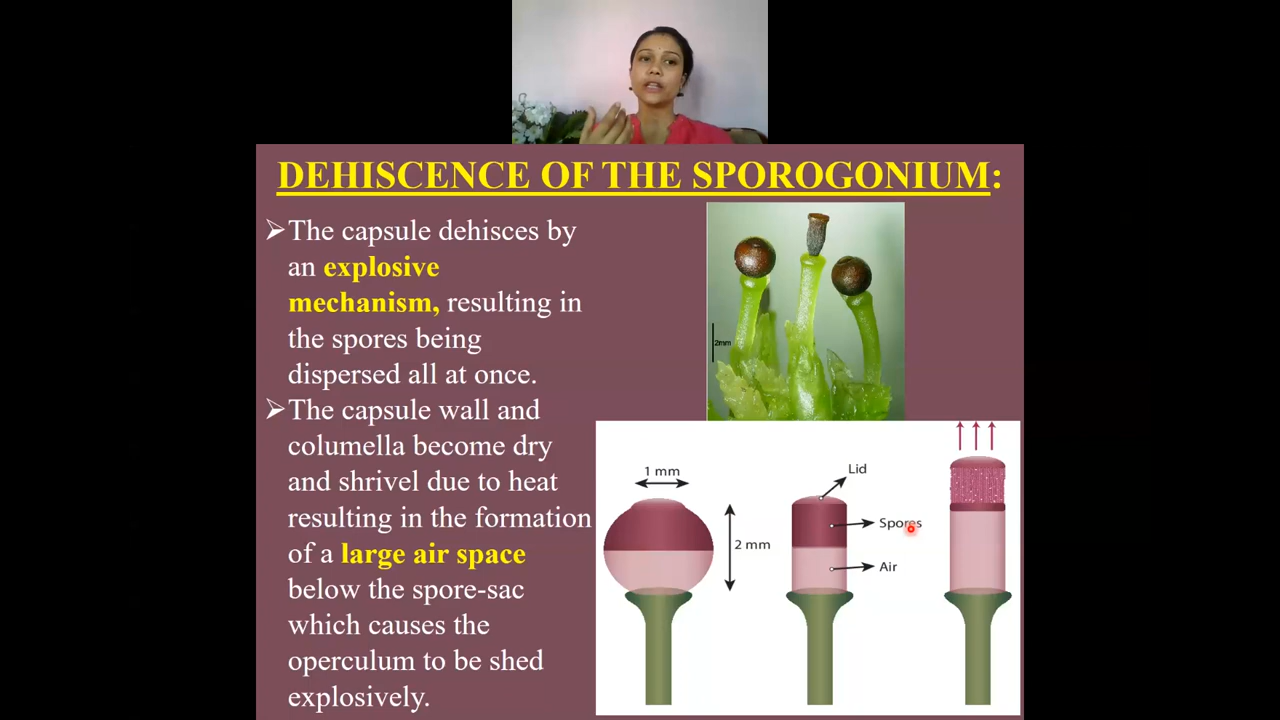 DEHISCENCE OF THE SPOROGONIUM:
➢The capsule dehisces by
an explosive
mechanism, resulting in
the spores being
dispersed all at once.
➢The capsule wall and
columella become dry
and shrivel due to heat
resulting in the formation
of a large air space
below the spore-sac
which causes the
operculum to be shed
explosively.
2mm
1 mm
2 mm
Lid
Spores
Air